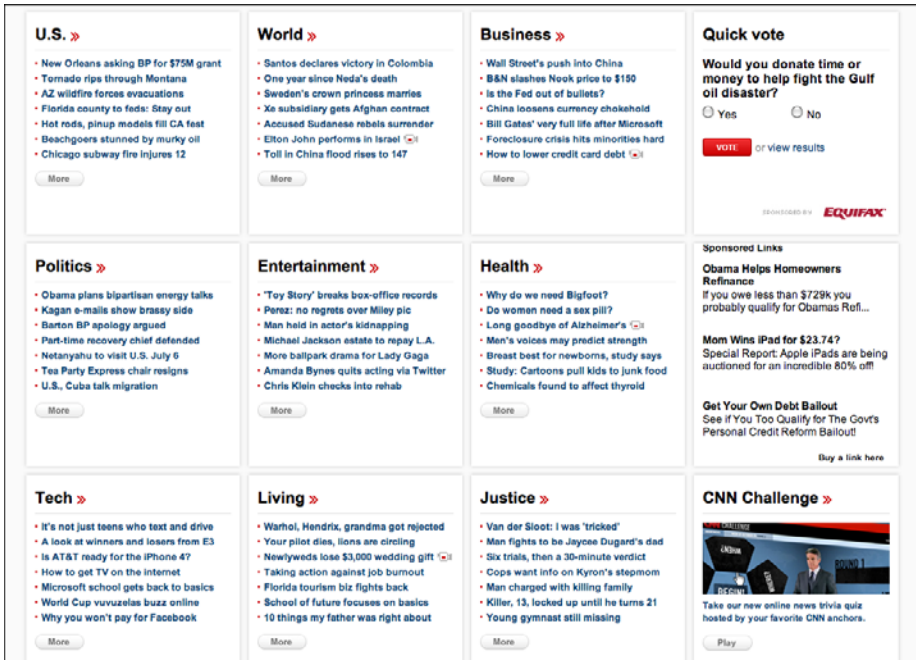 U.S. »
New Orleans asking BP for $75M grant
Tornado rips through Montana
AZ wildfire forces evacuations
Florida county to feds: Stay out
Hot rods, pinup models fill CA fest
Beachgoers stunned by murky oil
Chicago subway fire injures 12
More
World »
Santos declares victory in Colombia
One year since Neda's death
Sweden's crown princess marries
Xe subsidiary gets Afghan contract
Accused Sudanese rebels surrender
Elton John performs in Israel
Toll in China flood rises to 147
More
Business »
Wall Street's push into China
B&N slashes Nook price to $150
Is the Fed out of bullets?
China loosens currency chokehold
Bill Gates' very full life after Microsoft
Foreclosure crisis hits minorities hard
How to lower credit card debt
More
Quick vote
Would you donate time or
money to help fight the Gulf
oil disaster?
Yes No
VOTE or view results
SPONSORED BY EQUIFAX
Politics »
Obama plans bipartisan energy talks
Kagan e-mails show brassy side
Barton BP apology argued
Part-time recovery chief defended
Netanyahu to visit U.S. July 6
Tea Party Express chair resigns
U.S., Cuba talk migration
More
Entertainment »
'Toy Story' breaks box-office records
Perez: no regrets over Miley pic
Man held in actor's kidnapping
Michael Jackson estate to repay L.A.
More ballpark drama for Lady Gaga
Amanda Bynes quits acting via Twitter
Chris Klein checks into rehab
More
Health »
Why do we need Bigfoot?
Do women need a sex pill?
Long goodbye of Alzheimer's
Men's voices may predict strength
Breast best for newborns, study says
Study: Cartoons pull kids to junk food
Chemicals found to affect thyroid
More
Sponsored Links
Obama Helps Homeowners
Refinance
If you owe less than $729k you
probably qualify for Obamas Refi...
Mom Wins iPad for $23.74?
Special Report: Apple iPads are being
auctioned for an incredible 80% off!
Get Your Own Debt Bailout
See if You Too Qualify for The Govt's
Personal Credit Reform Bailout!
Buy a link here
Tech »
It's not just teens who text and drive
A look at winners and losers from E3
Is AT&T ready for the iPhone 4?
How to get TV on the internet
Microsoft school gets back to basics
World Cup vuvuzelas buzz online
Why you won't pay for Facebook
More
Living »
Warhol, Hendrix, grandma got rejected
Your pilot dies, lions are circling
Newlyweds lose $3,000 wedding gift
Taking action against job burnout
Florida tourism biz fights back
School of future focuses on basics
10 things my father was right about
More
Justice »
Van der Sloot: I was 'tricked'
Man fights to be Jaycee Dugard's dad
Six trials, then a 30-minute verdict
Cops want info on Kyron's stepmom
Man charged with killing family
Killer, 13, locked up until he turns 21
Young gymnast still missing
More
CNN Challenge »
CHALLENGE
WHEN?
ROUND 1
Take our new online news trivia quiz
hosted by your favorite CNN anchors.
Play